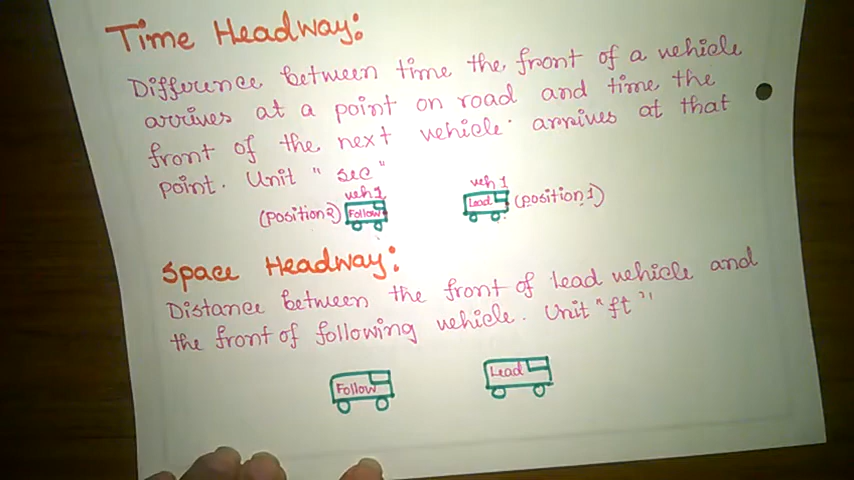 Time Headway:
Difference between time the front of a vehicle
arrives at a point on road and time the
front of the next vehicle. arrives at that
point. Unit "sec"
veh 1 veh 1
(position 2) Follow Lead (position 1)
Space Headway:
Distance between the front of Lead vehicle and
the front of following vehicle. Unit "ft"
Follow Lead